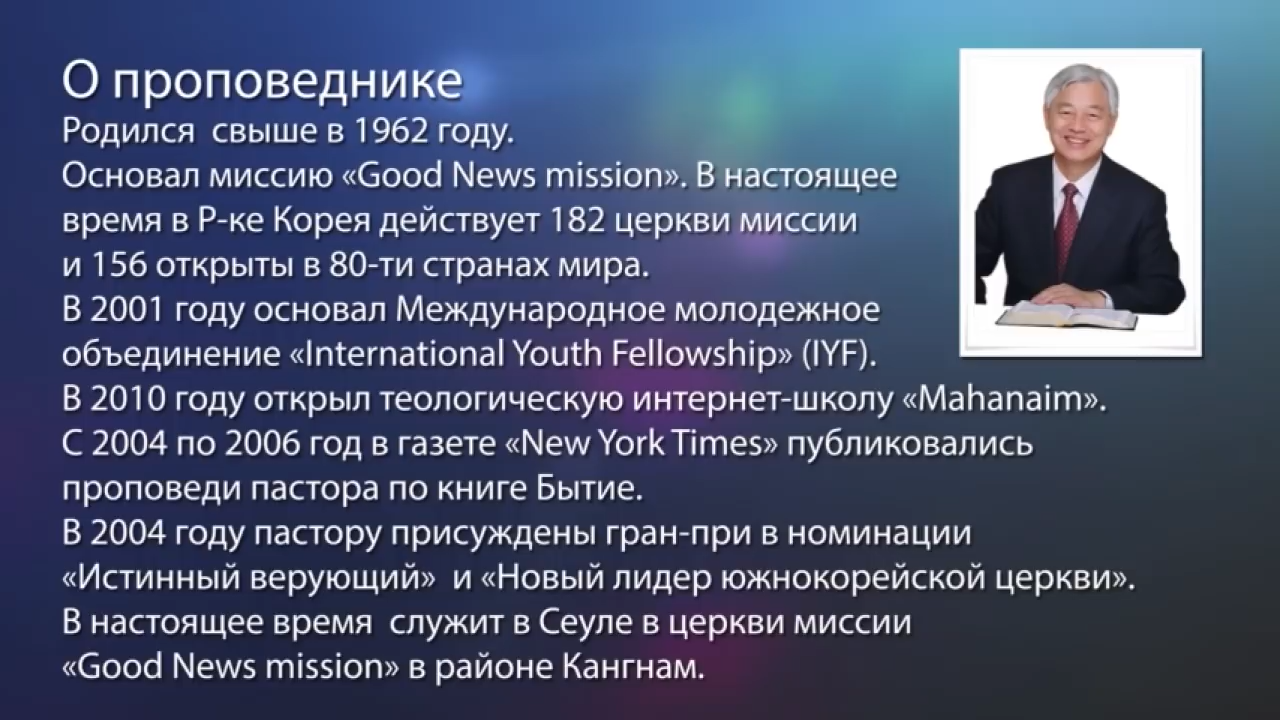 О проповеднике
Родился свыше в 1962 году.
Основал миссию «Good News mission». В настоящее
время в Р-ке Корея действует 182 церкви миссии
и 156 открыты в 80-ти странах мира.
В 2001 году основал Международное молодежное
объединение «International Youth Fellowship» (IYF).
В 2010 году открыл теологическую интернет-школу «Mahanaim».
С 2004 по 2006 год в газете «New York Times» публиковались
проповеди пастора по книге Бытие.
В 2004 году пастору присуждены гран-при в номинации
«Истинный верующий» и «Новый лидер южнокорейской церкви».
В настоящее время служит в Сеуле в церкви миссии
«Good News mission» в районе Кангнам.